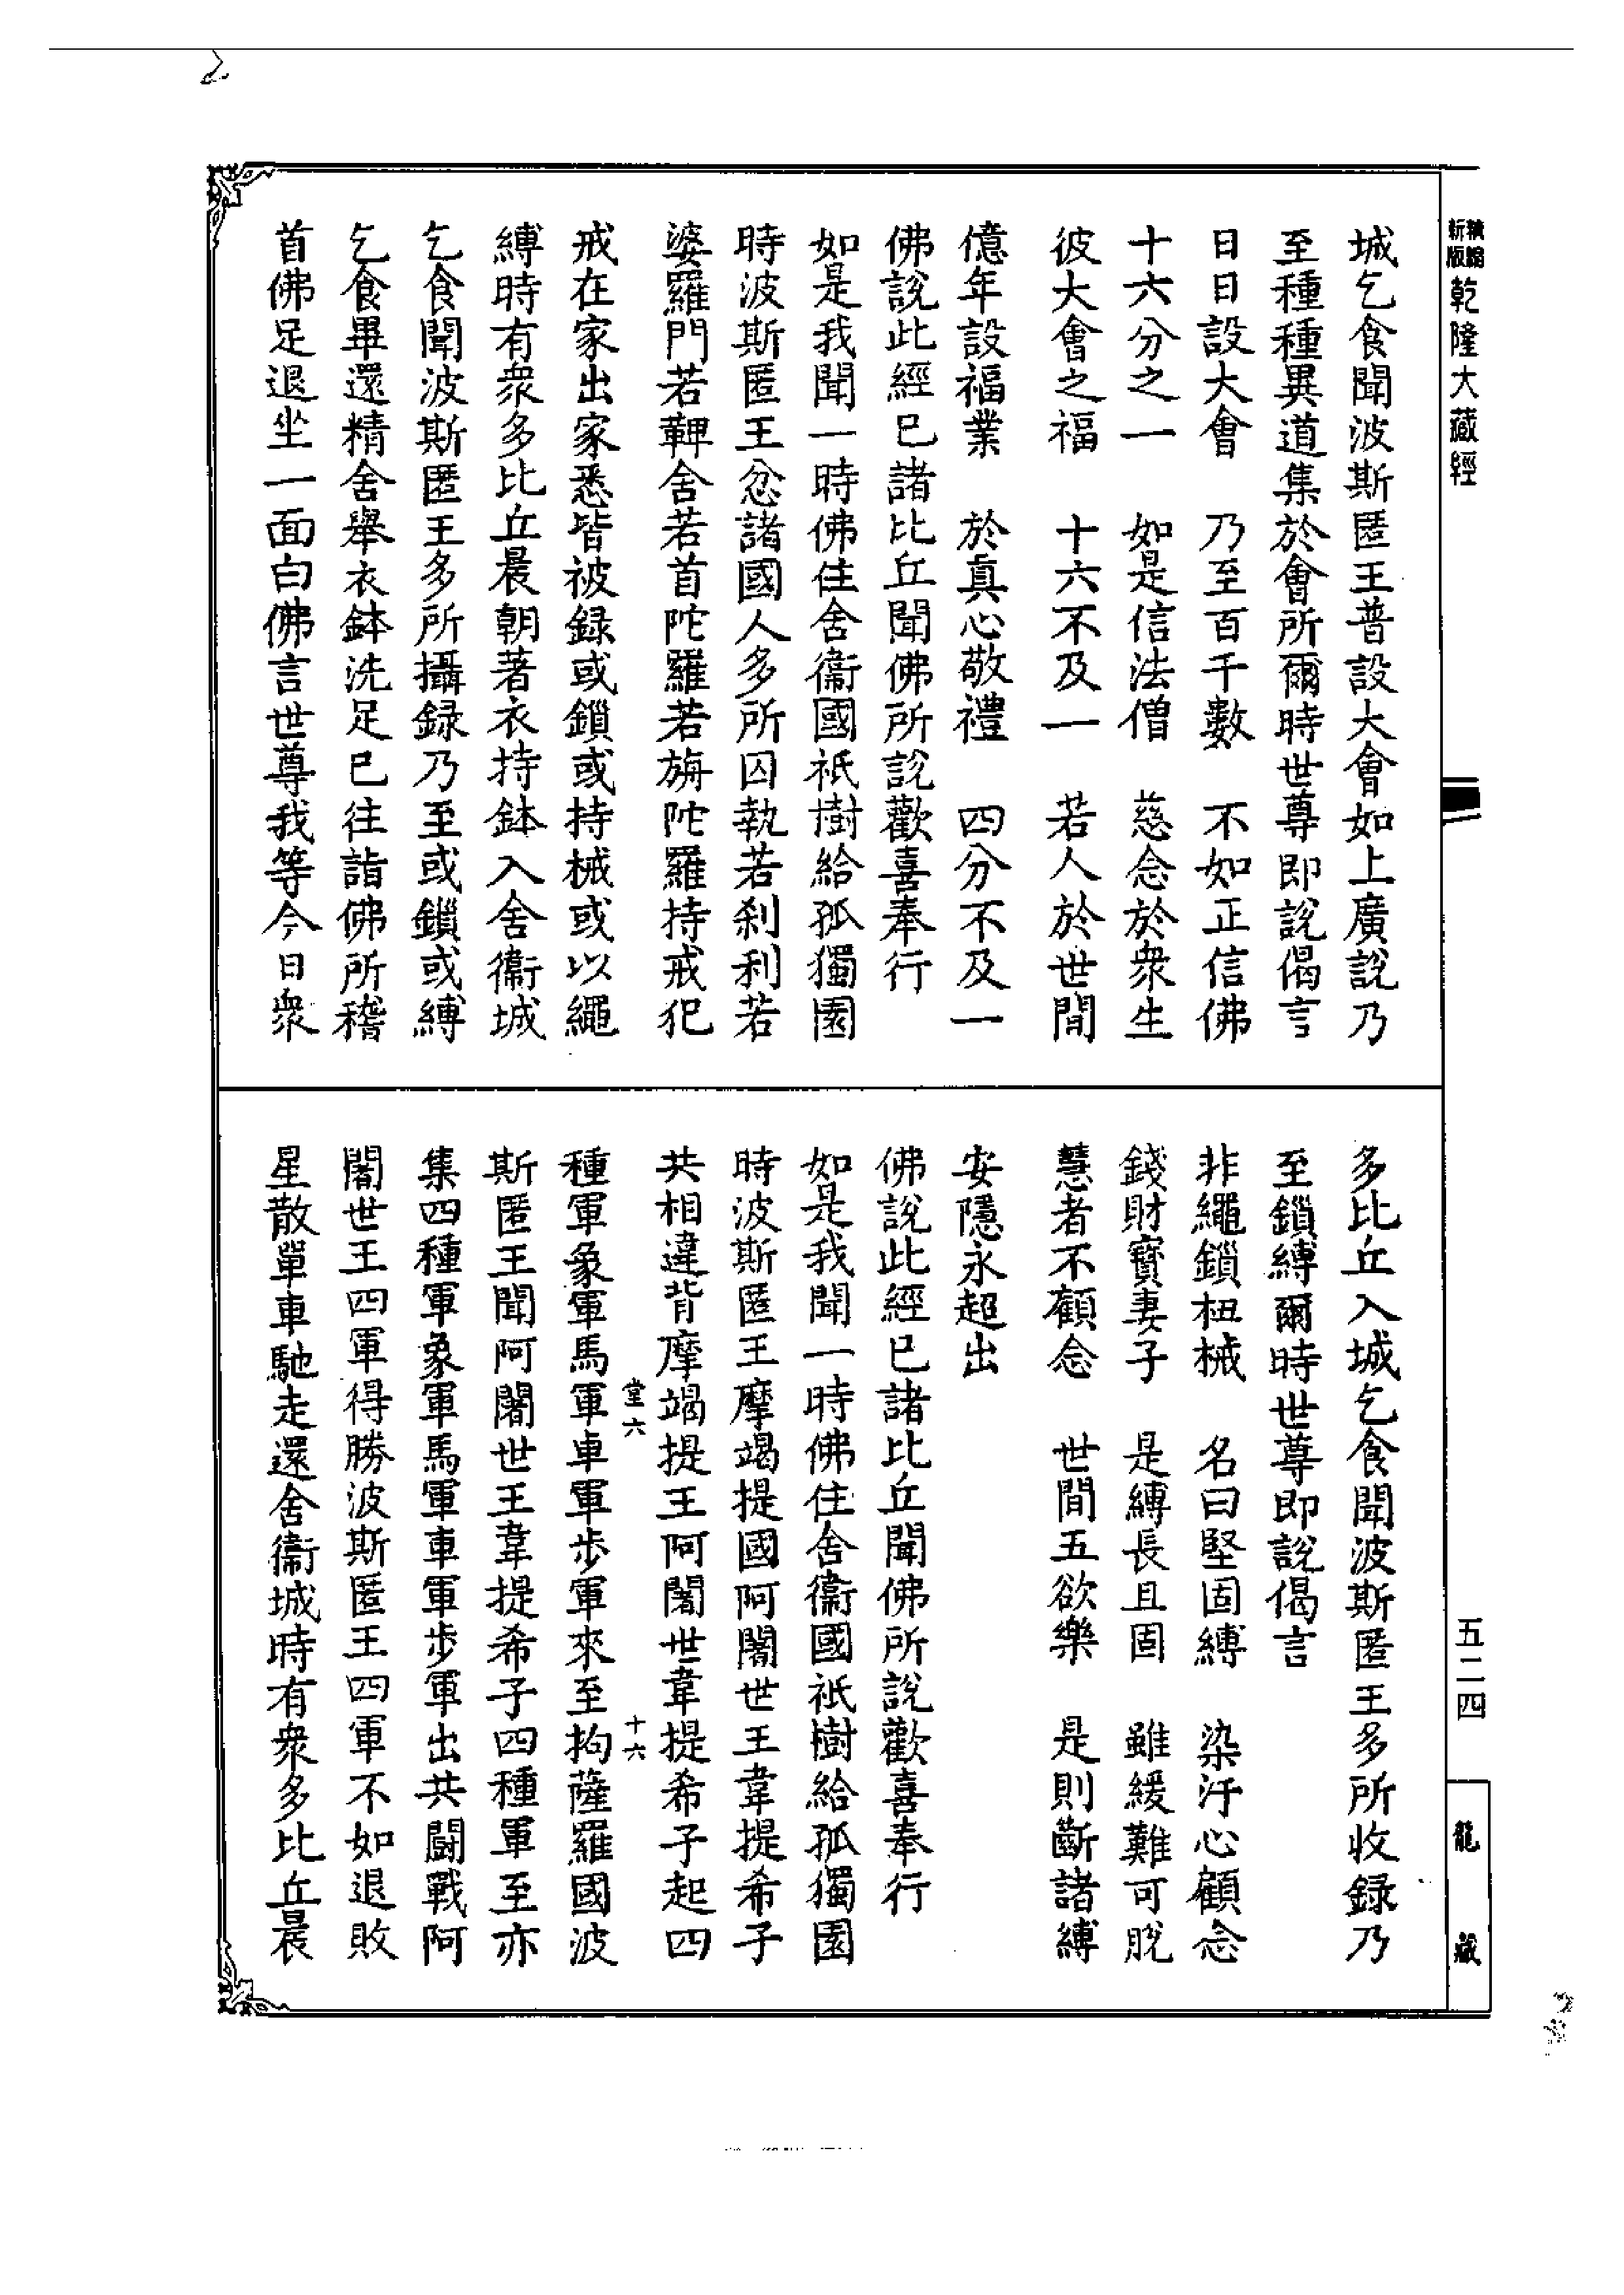 新編
縮版
乾隆大藏經
城乞食聞波斯匿王普設大會如上廣說乃
至種種異道集於會所爾時世尊即說偈言
日日設大會　乃至百千數　不如正信佛
十六分之一　如是信法僧　慈念於衆生
彼大會之福　十六不及一　若人於世間
億年設福業　於真心敬禮　四分不及一
佛說此經已諸比丘聞佛所說歡喜奉行
如是我聞一時佛住舍衞國祇樹給孤獨園
時波斯匿王忿諸國人多所囚執若刹利若
婆羅門若鞞舍若首陀羅若旃陀羅持戒犯
戒在家出家悉皆被録或鎖或持械或以繩
縛時有衆多比丘晨朝著衣持鉢入舍衞城
乞食聞波斯匿王多所攝録乃至或鎖或縛
乞食畢還精舍舉衣鉢洗足已往詣佛所稽
首佛足退坐一面白佛言世尊我等今日衆
多比丘入城乞食聞波斯匿王多所收録乃
至鎖縛爾時世尊即說偈言
非繩鎖杻械　名曰堅固縛　染汙心顧念
錢財寶妻子　是縛長且固　雖緩難可脫
慧者不顧念　世間五欲樂　是則斷諸縛
安隱永超出
佛說此經已諸比丘聞佛所說歡喜奉行
如是我聞一時佛住舍衞國祇樹給孤獨園
時波斯匿王摩竭提國阿闍世王韋提希子
共相違背摩竭提王阿闍世韋提希子起四
堂六　十六
種軍象軍馬軍車軍步軍來至拘薩羅國波
斯匿王聞阿闍世王韋提希子四種軍至亦
集四種軍象軍馬軍車軍步軍出共鬪戰阿
闍世王四軍得勝波斯匿王四軍不如退敗
星散單車馳走還舍衞城時有衆多比丘晨
五二四
龍藏